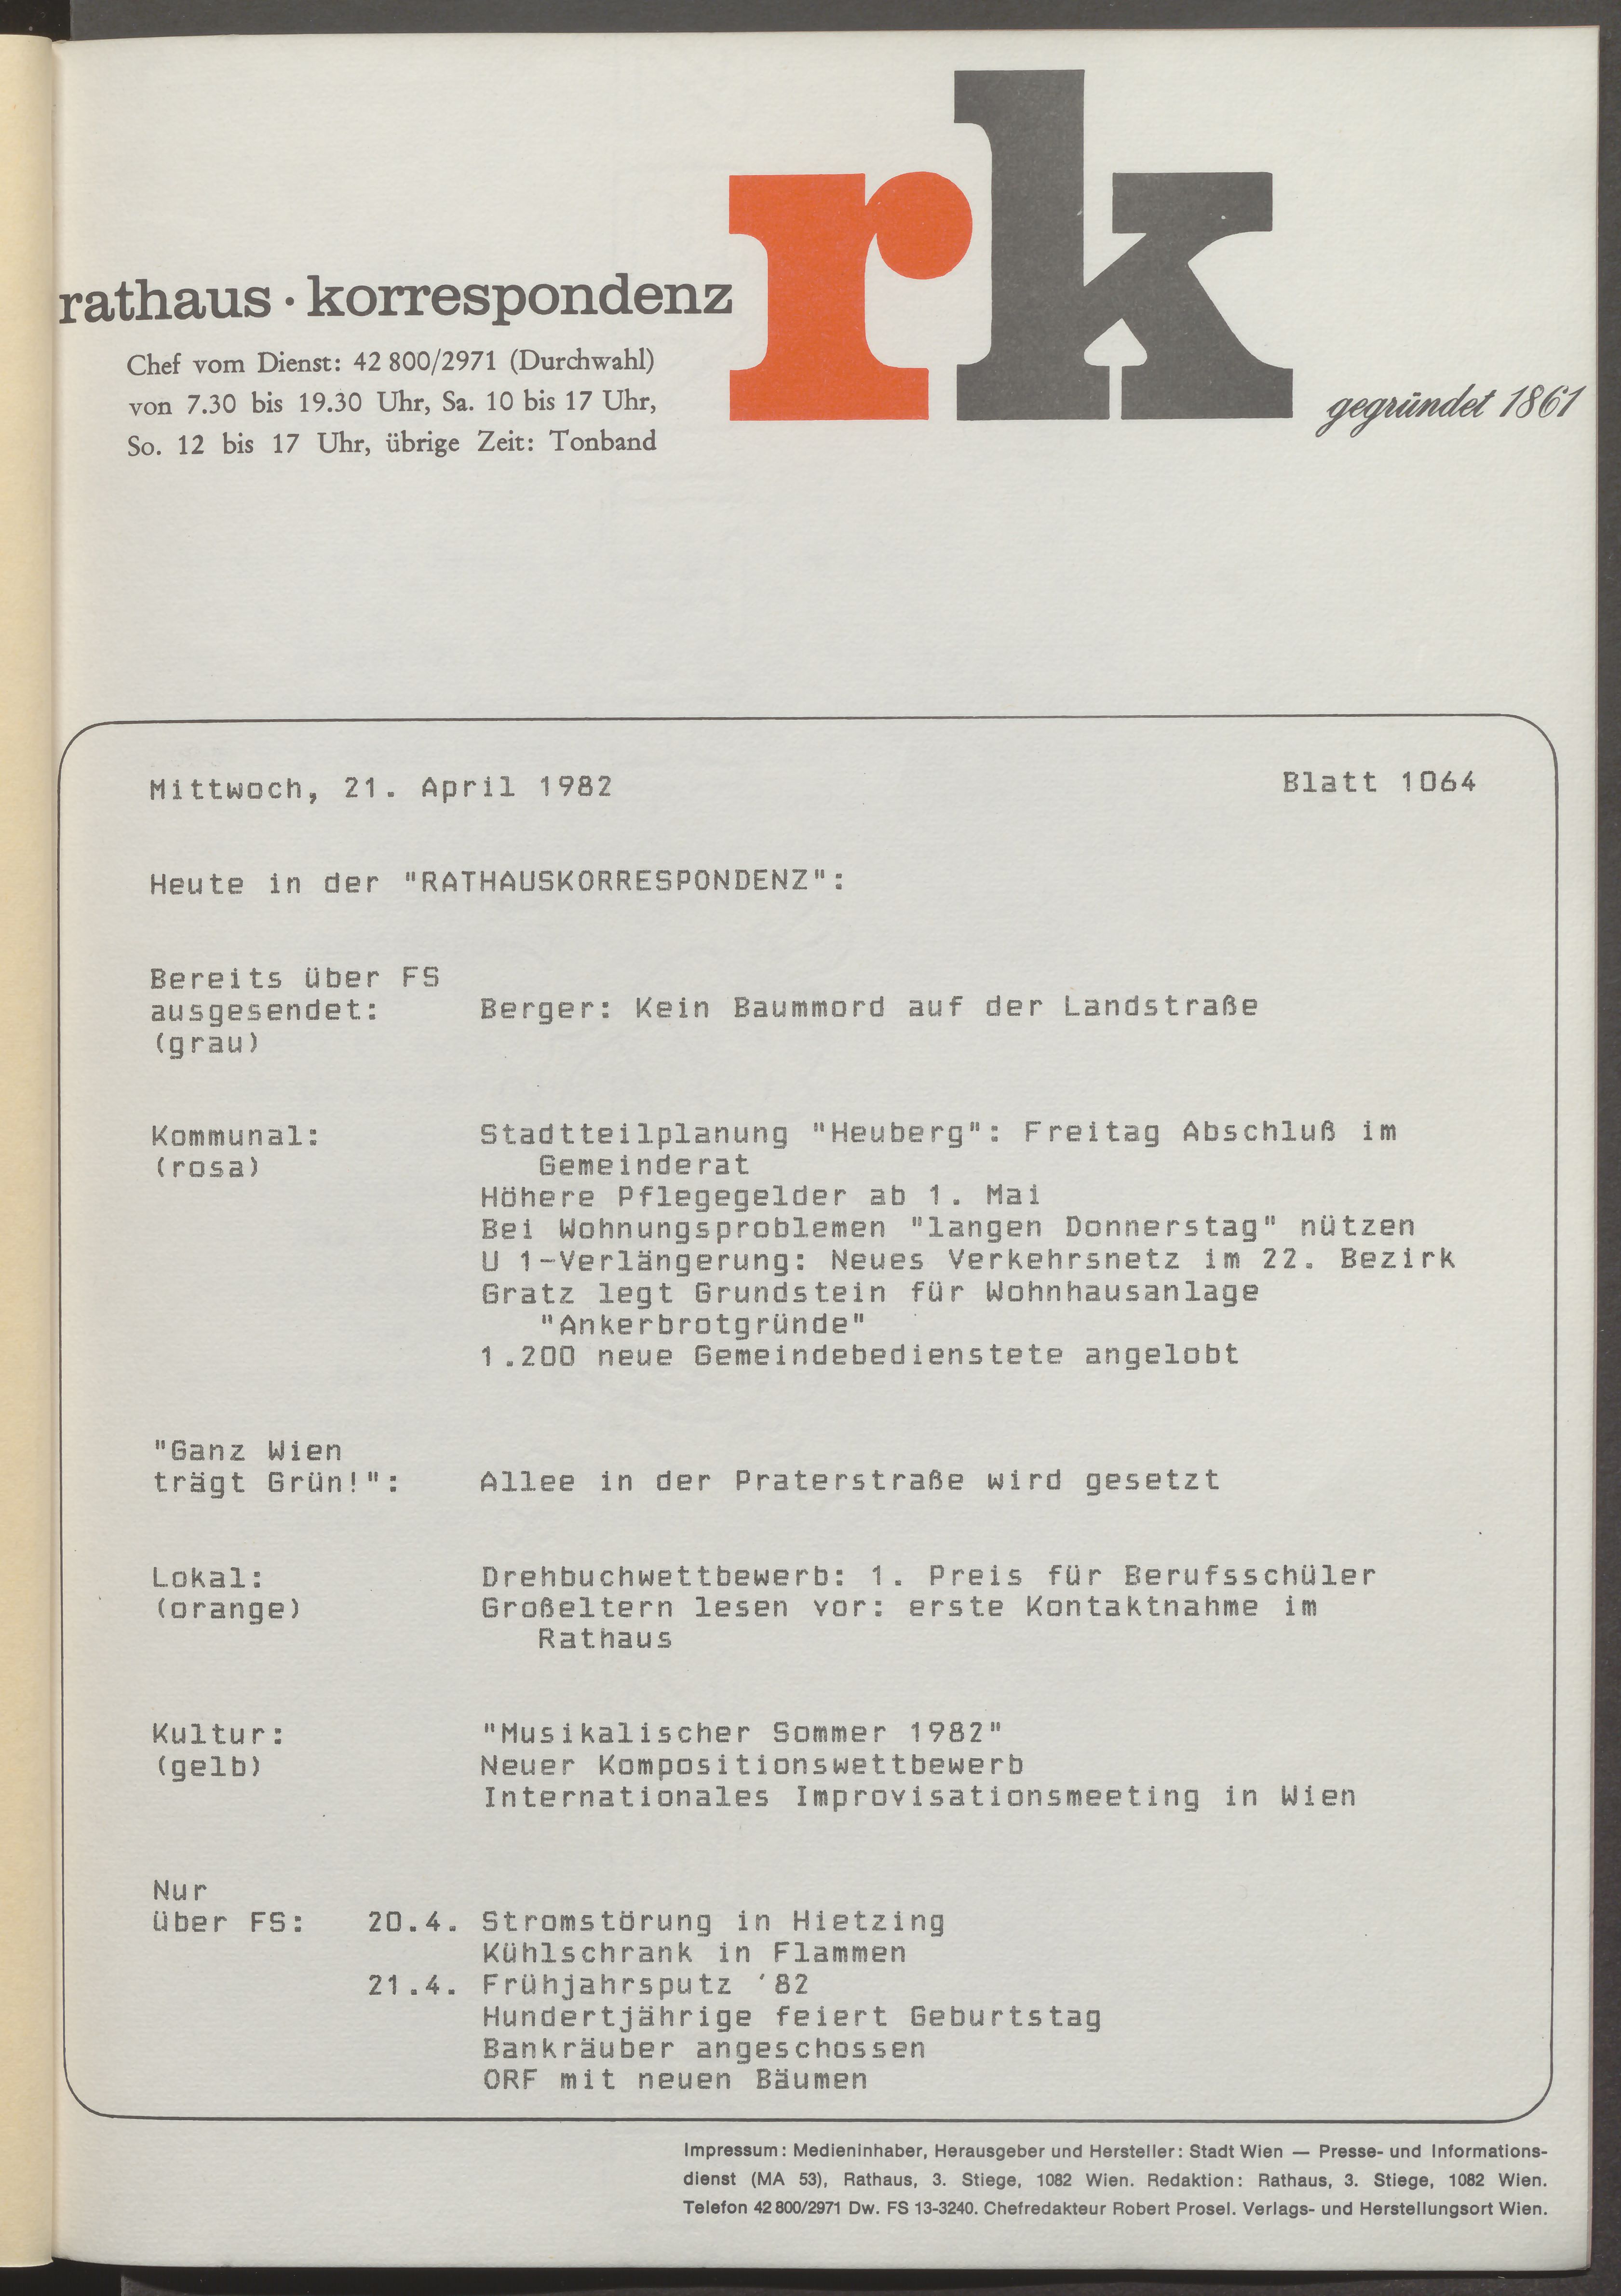 rk
rathaus · korrespondenz
Chef vom Dienst: 42 800/2971 (Durchwahl)
von 7.30 bis 19.30 Uhr, Sa. 10 bis 17 Uhr,
So. 12 bis 17 Uhr, übrige Zeit: Tonband
gegründet 1861
Mittwoch, 21. April 1982 Blatt 1064
Heute in der "RATHAUSKORRESPONDENZ":
Bereits über FS
ausgesendet: Berger: Kein Baummord auf der Landstraße
(grau)
Kommunal: Stadtteilplanung "Heuberg": Freitag Abschluß im
(rosa) Gemeinderat
Höhere Pflegegelder ab 1. Mai
Bei Wohnungsproblemen "langen Donnerstag" nützen
U 1-Verlängerung: Neues Verkehrsnetz im 22. Bezirk
Gratz legt Grundstein für Wohnhausanlage
"Ankerbrotgründe"
1.200 neue Gemeindebedienstete angelobt
"Ganz Wien
trägt Grün!": Allee in der Praterstraße wird gesetzt
Lokal: Drehbuchwettbewerb: 1. Preis für Berufsschüler
(orange) Großeltern lesen vor: erste Kontaktnahme im
Rathaus
Kultur: "Musikalischer Sommer 1982"
(gelb) Neuer Kompositionswettbewerb
Internationales Improvisationsmeeting in Wien
Nur
über FS: 20.4. Stromstörung in Hietzing
Kühlschrank in Flammen
21.4. Frühjahrsputz '82
Hundertjährige feiert Geburtstag
Bankräuber angeschossen
ORF mit neuen Bäumen
Impressum: Medieninhaber, Herausgeber und Hersteller: Stadt Wien — Presse- und Informations-
dienst (MA 53), Rathaus, 3. Stiege, 1082 Wien. Redaktion: Rathaus, 3. Stiege, 1082 Wien.
Telefon 42 800/2971 Dw. FS 13-3240. Chefredakteur Robert Prosel. Verlags- und Herstellungsort Wien.